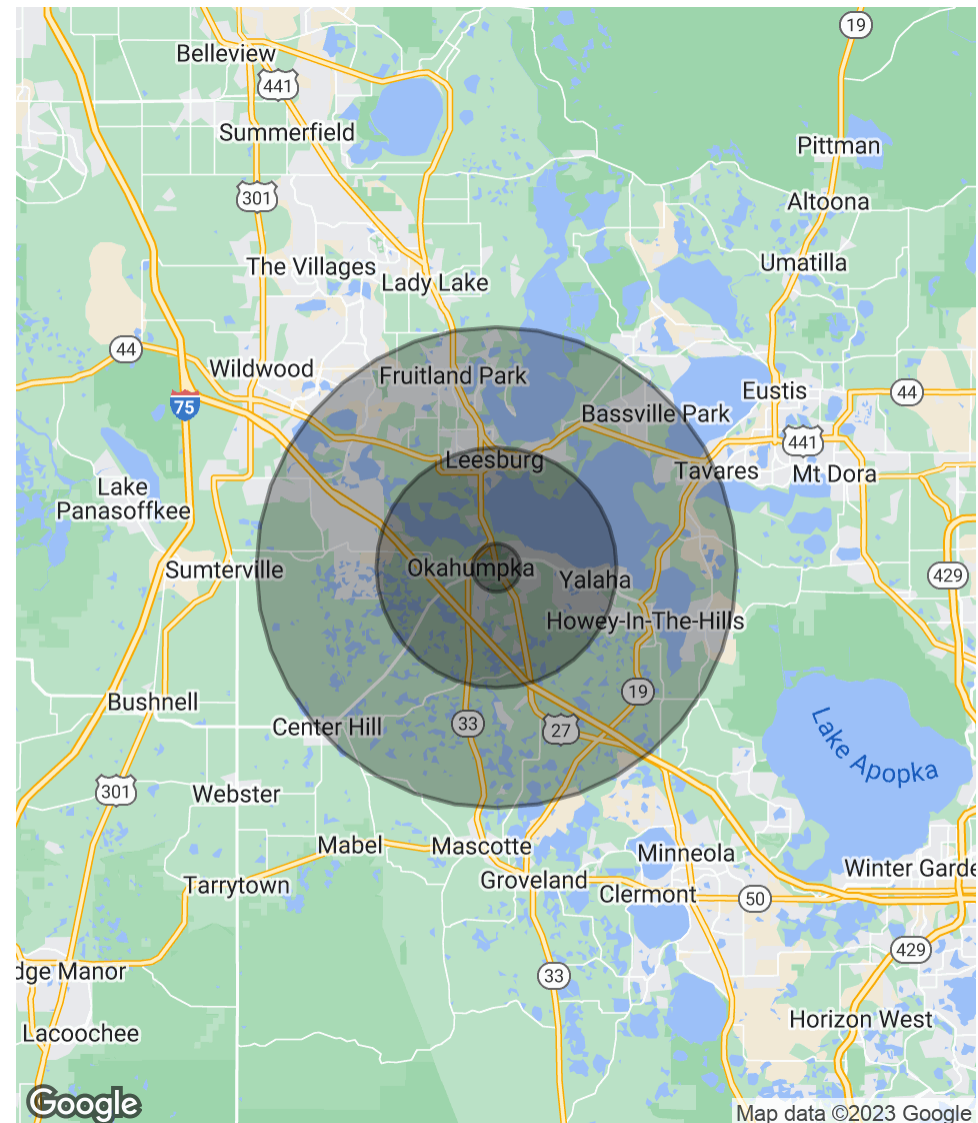 19
Belleview
441
Summerfield
Pittman
301
Altoona
The Villages
Umatilla
Lady Lake
44
Wildwood
Fruitland Park
75
Eustis
44
Bassville Park
441
Leesburg
Tavares
Mt Dora
Lake
Panasoffkee
Sumterville
Okahumpka
Yalaha
429
Howey-In-The-Hills
19
Bushnell
Center Hill
33
27
Lake Apopka
301
Webster
Mabel
Mascotte
Minneola
Winter Garde
Tarrytown
Groveland
Clermont
50
429
dge Manor
33
Lacoochee
Horizon West
Google
Map data ©2023 Google